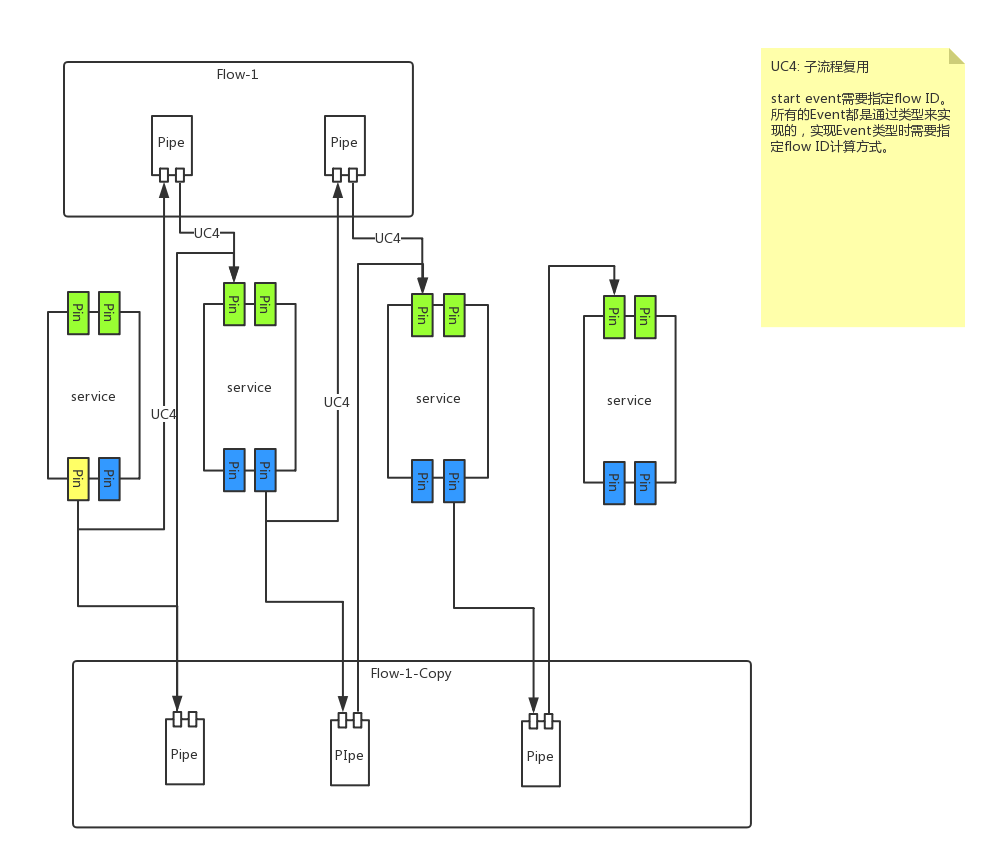 Flow-1
UC4: 子流程复用
start event需要指定flow ID。
所有的Event都是通过类型来实
现的，实现Event类型时需要指
定flow ID计算方式。
Pipe
Pipe
UC4
UC4
Pin
Pin
Pin
Pin
Pin
Pin
Pin
Pin
service
service
service
service
UC4
UC4
Pin
Pin
Pin
Pin
Pin
Pin
Pin
Pin
Flow-1-Copy
Pipe
PIpe
Pipe